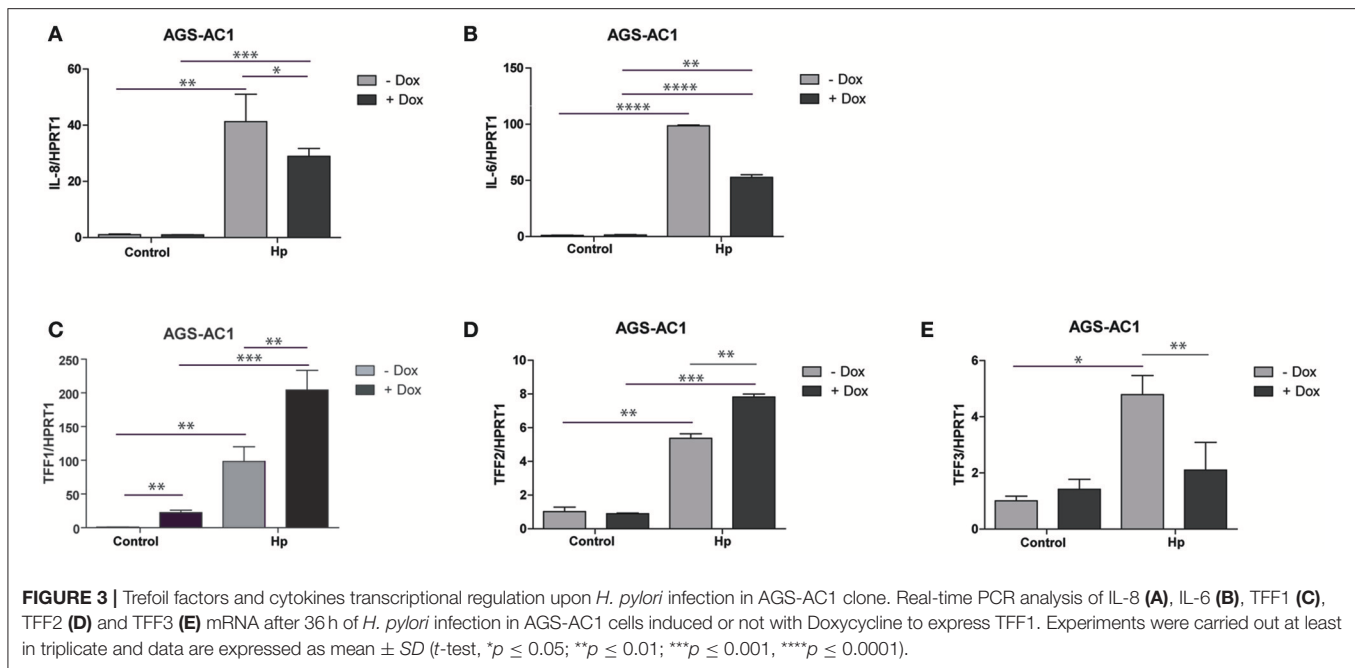 A
AGS-AC1
***
*
**
60
40
20
0
IL-8/HPRT1
Control
Hp
- Dox
+ Dox
B
AGS-AC1
**
****
****
150
100
50
0
IL-6/HPRT1
Control
Hp
- Dox
+ Dox
C
AGS-AC1
**
***
**
**
250
200
150
100
50
0
TFF1/HPRT1
Control
Hp
- Dox
+ Dox
D
AGS-AC1
**
***
**
10
8
6
4
2
0
TFF2/HPRT1
Control
Hp
- Dox
+ Dox
E
AGS-AC1
*
**
6
4
2
0
TFF3/HPRT1
Control
Hp
- Dox
+ Dox
FIGURE 3 | Trefoil factors and cytokines transcriptional regulation upon H. pylori infection in AGS-AC1 clone. Real-time PCR analysis of IL-8 (A), IL-6 (B), TFF1 (C),
TFF2 (D) and TFF3 (E) mRNA after 36 h of H. pylori infection in AGS-AC1 cells induced or not with Doxycycline to express TFF1. Experiments were carried out at least
in triplicate and data are expressed as mean ± SD (t-test, *p ≤ 0.05; **p ≤ 0.01; ***p ≤ 0.001, ****p ≤ 0.0001).